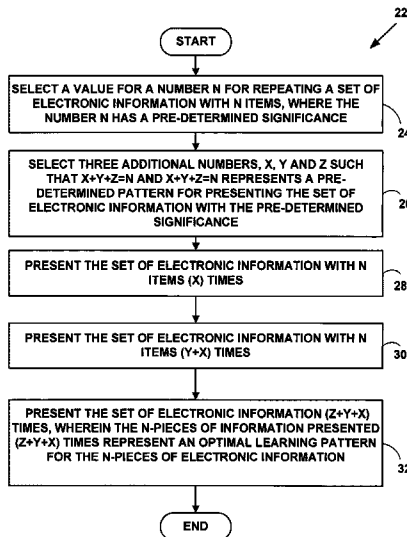 22
START
SELECT A VALUE FOR A NUMBER N FOR REPEATING A SET OF
ELECTRONIC INFORMATION WITH N ITEMS, WHERE THE
NUMBER N HAS A PRE-DETERMINED SIGNIFICANCE
24
SELECT THREE ADDITIONAL NUMBERS, X, Y AND Z SUCH
THAT X+Y+Z=N AND X+Y+Z=N REPRESENTS A PRE-
DETERMINED PATTERN FOR PRESENTING THE SET OF
ELECTRONIC INFORMATION WITH THE PRE-DETERMINED
SIGNIFICANCE
PRESENT THE SET OF ELECTRONIC INFORMATION WITH N
ITEMS (X) TIMES
28
PRESENT THE SET OF ELECTRONIC INFORMATION WITH N
ITEMS (Y+X) TIMES
30
PRESENT THE SET OF ELECTRONIC INFORMATION (Z+Y+X)
TIMES, WHEREIN THE N-PIECES OF INFORMATION PRESENTED
(Z+Y+X) TIMES REPRESENT AN OPTIMAL LEARNING PATTERN
FOR THE N-PIECES OF ELECTRONIC INFORMATION
32
END